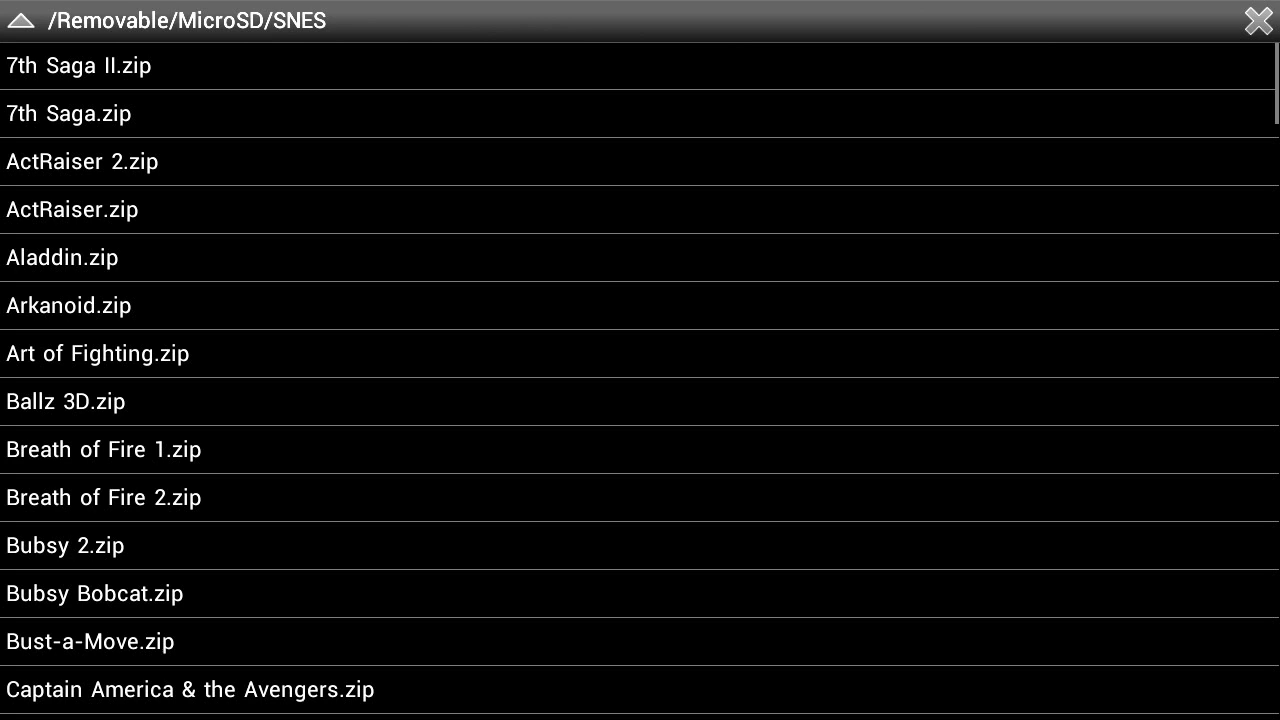 /Removable/MicroSD/SNES
7th Saga II.zip
7th Saga.zip
ActRaiser 2.zip
ActRaiser.zip
Aladdin.zip
Arkanoid.zip
Art of Fighting.zip
Ballz 3D.zip
Breath of Fire 1.zip
Breath of Fire 2.zip
Bubsy 2.zip
Bubsy Bobcat.zip
Bust-a-Move.zip
Captain America & the Avengers.zip